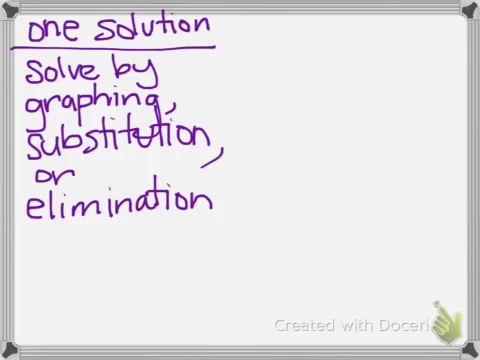 one solution
solve by
graphing,
substitution,
or
elimination
Created with Doceri